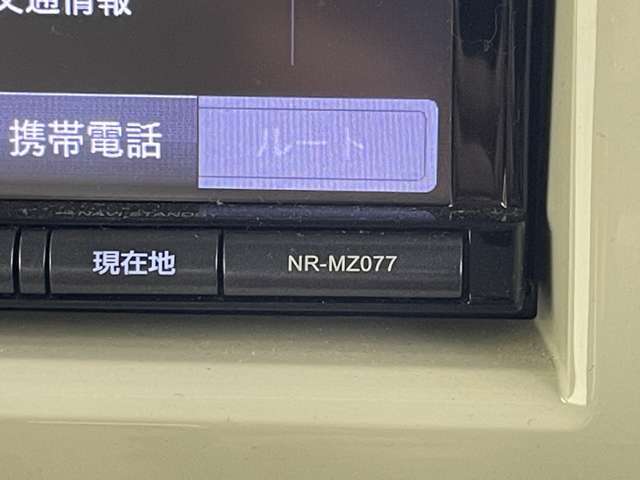 交通情報
携帯電話
ルート
現在地
NR-MZ077